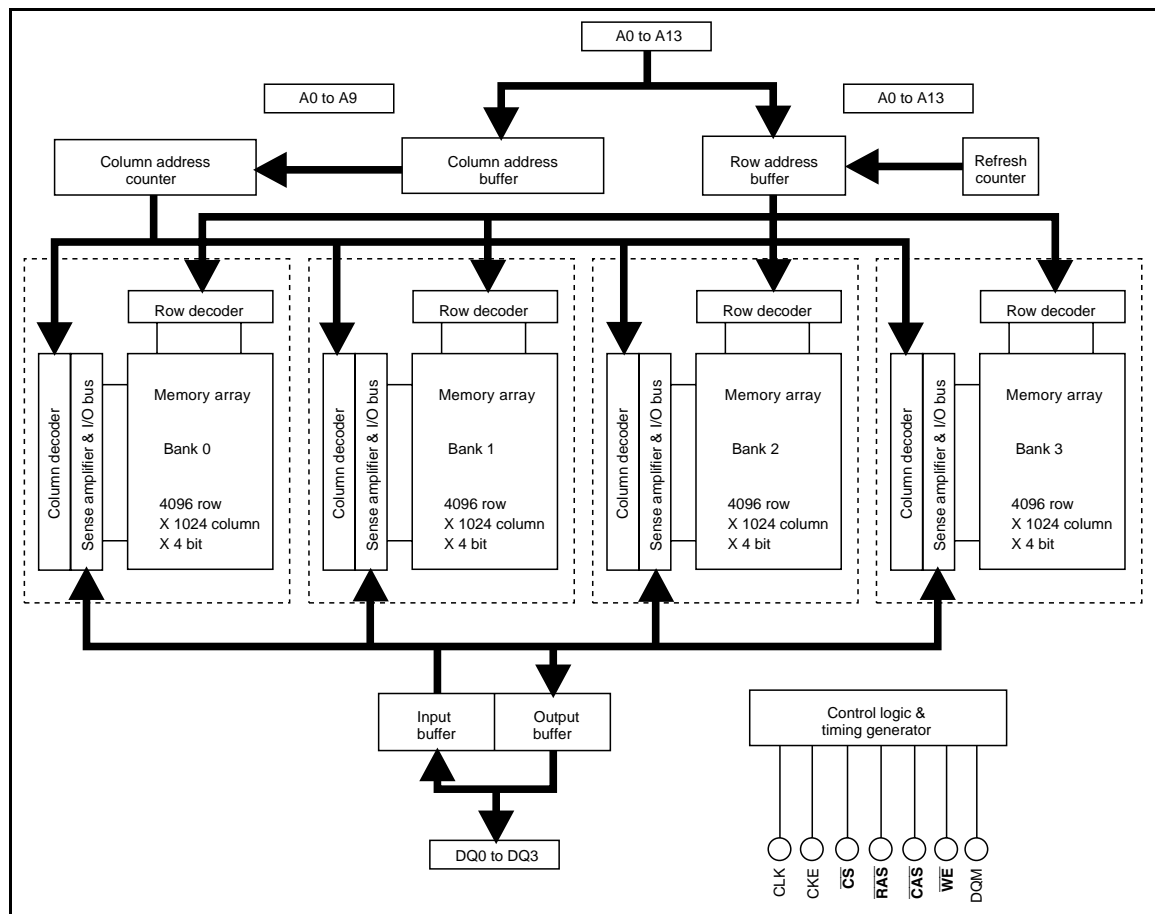 A0 to A13
A0 to A9
A0 to A13
Column address
counter
Column address
buffer
Row address
buffer
Refresh
counter
Row decoder
Column decoder
Sense amplifier & I/O bus
Memory array
Bank 0
4096 row
X 1024 column
X 4 bit
Row decoder
Column decoder
Sense amplifier & I/O bus
Memory array
Bank 1
4096 row
X 1024 column
X 4 bit
Row decoder
Column decoder
Sense amplifier & I/O bus
Memory array
Bank 2
4096 row
X 1024 column
X 4 bit
Row decoder
Column decoder
Sense amplifier & I/O bus
Memory array
Bank 3
4096 row
X 1024 column
X 4 bit
Input
buffer
Output
buffer
DQ0 to DQ3
Control logic &
timing generator
CLK
CKE
CS
RAS
CAS
WE
DQM